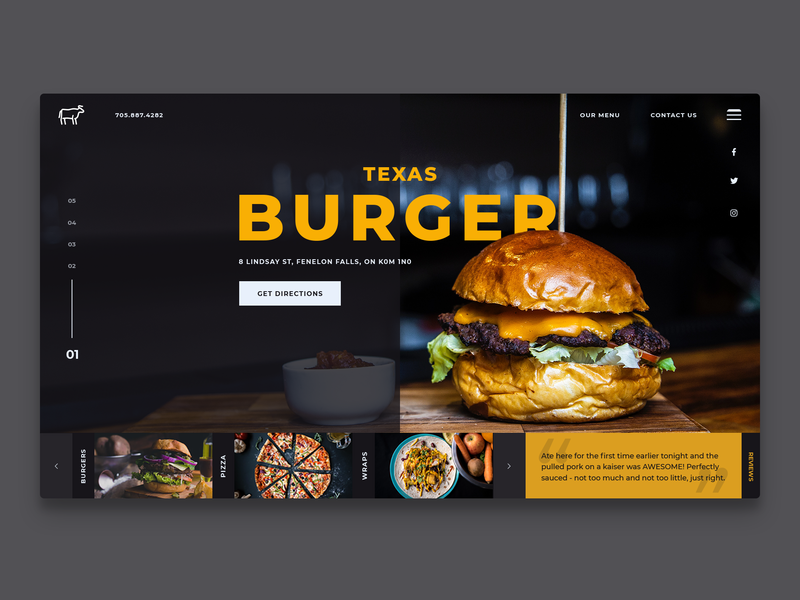 705.887.4282
OUR MENU
CONTACT US
TEXAS
BURGER
8 LINDSAY ST, FENELON FALLS, ON K0M 1N0
GET DIRECTIONS
05
04
03
02
01
BURGERS
PIZZA
WRAPS
Ate here for the first time earlier tonight and the
pulled pork on a kaiser was AWESOME! Perfectly
sauced - not too much and not too little, just right.
REVIEWS